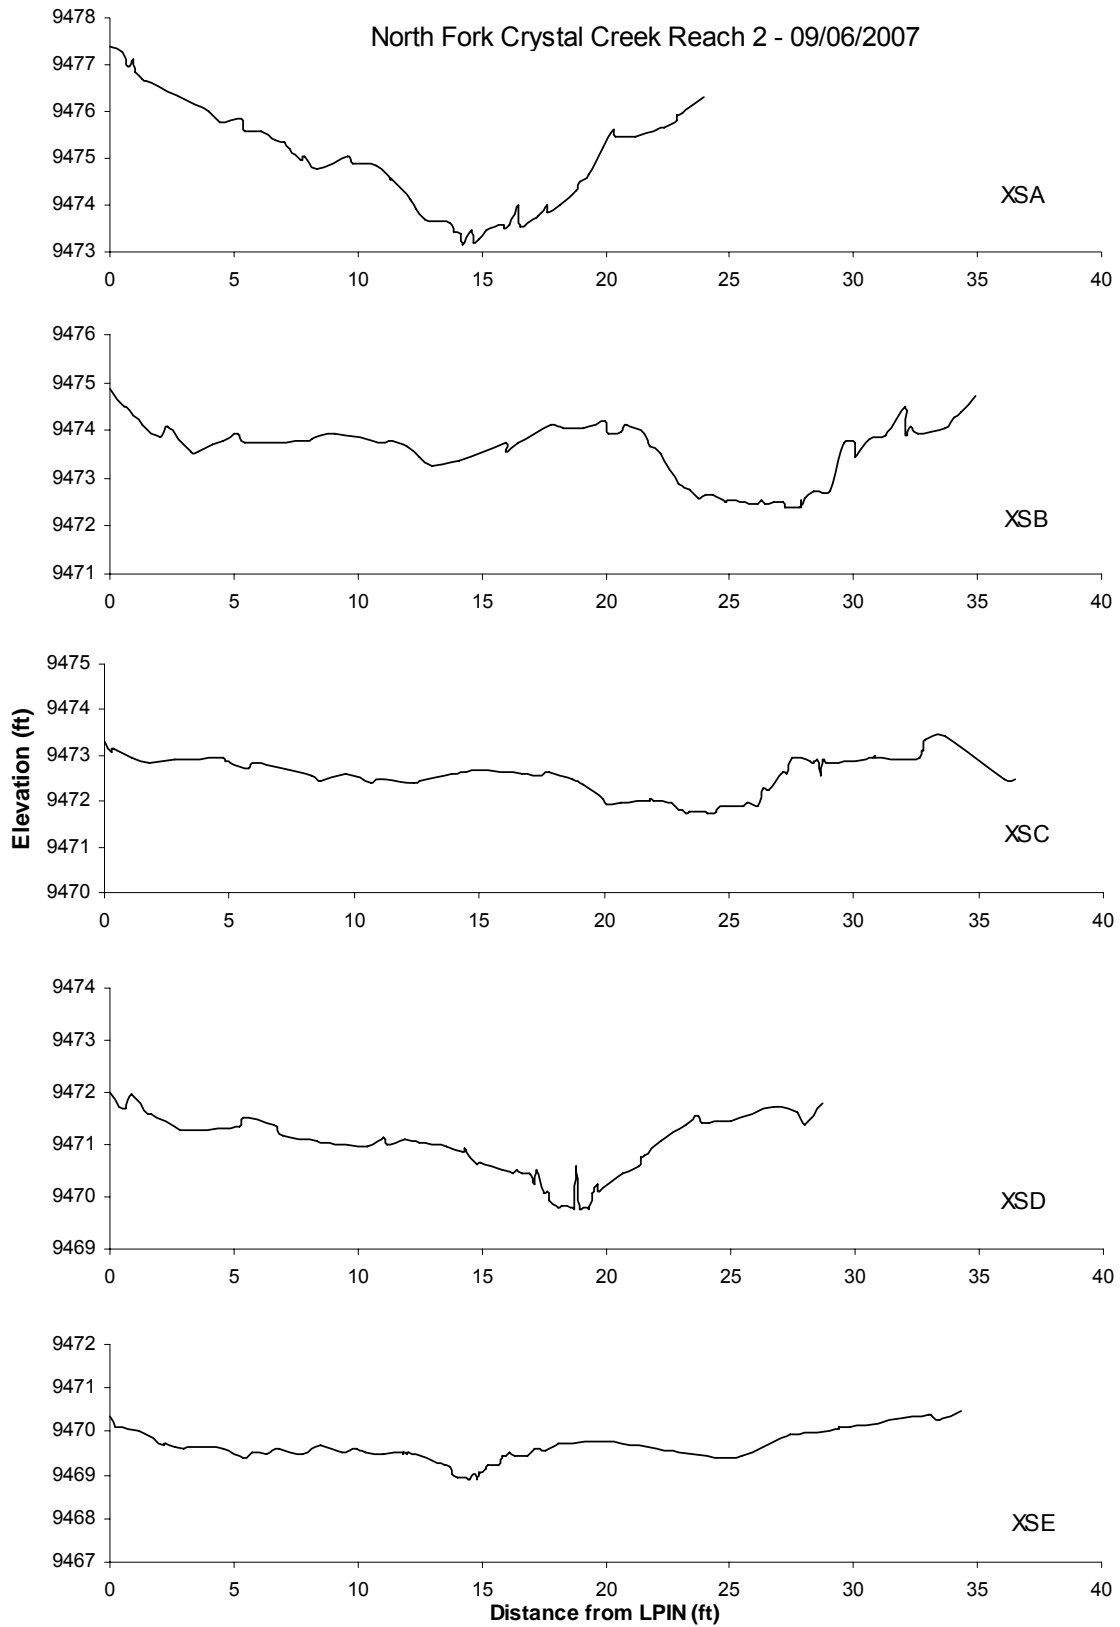 North Fork Crystal Creek Reach 2 - 09/06/2007
9478
9477
9476
9475
9474
9473
XSA
0 5 10 15 20 25 30 35 40
9476
9475
9474
9473
9472
9471
XSB
0 5 10 15 20 25 30 35 40
Elevation (ft)
9475
9474
9473
9472
9471
9470
XSC
0 5 10 15 20 25 30 35 40
9474
9473
9472
9471
9470
9469
XSD
0 5 10 15 20 25 30 35 40
9472
9471
9470
9469
9468
9467
XSE
0 5 10 15 20 25 30 35 40
Distance from LPIN (ft)